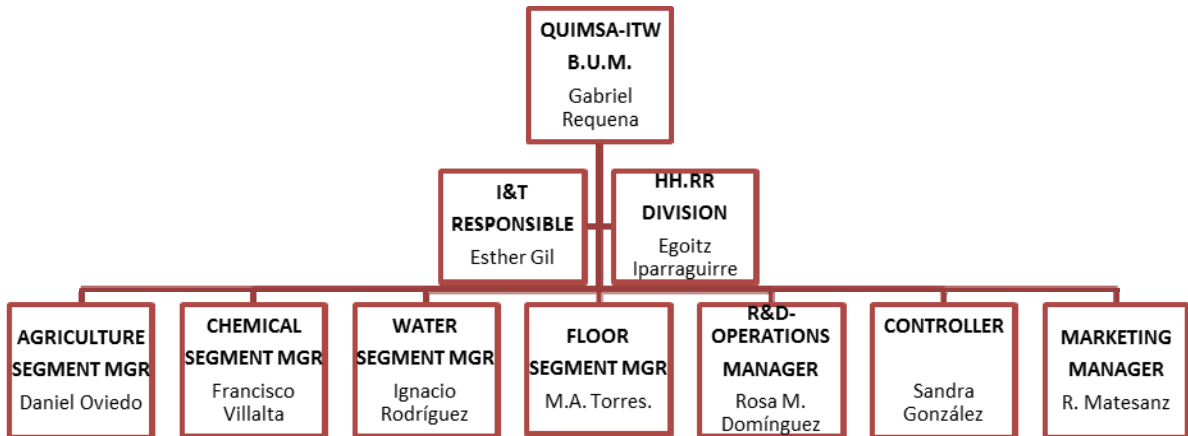 QUIMSA-ITW
B.U.M.
Gabriel
Requena
I&T
RESPONSIBLE
Esther Gil
HH.RR
DIVISION
Egoitz
Iparraguirre
AGRICULTURE
SEGMENT MGR
Daniel Oviedo
CHEMICAL
SEGMENT MGR
Francisco
Villalta
WATER
SEGMENT MGR
Ignacio
Rodríguez
FLOOR
SEGMENT MGR
M.A. Torres.
R&D-
OPERATIONS
MANAGER
Rosa M.
Domínguez
CONTROLLER
Sandra
González
MARKETING
MANAGER
R. Matesanz